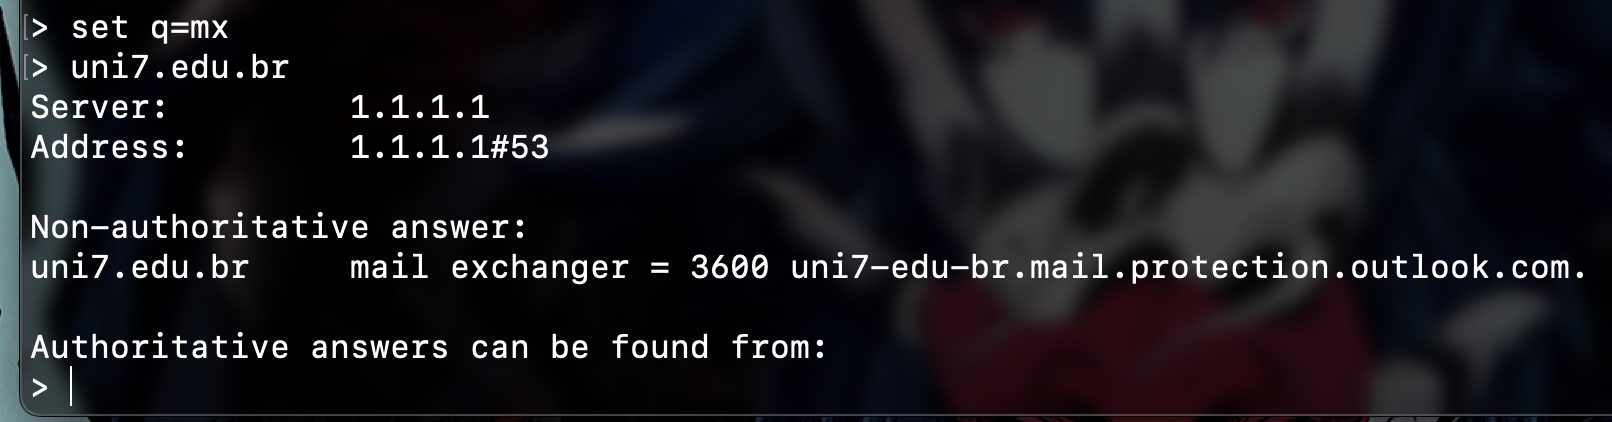 [> set q=mx
[> uni7.edu.br
Server:         1.1.1.1
Address:        1.1.1.1#53
Non-authoritative answer:
uni7.edu.br     mail exchanger = 3600 uni7-edu-br.mail.protection.outlook.com.
Authoritative answers can be found from:
>